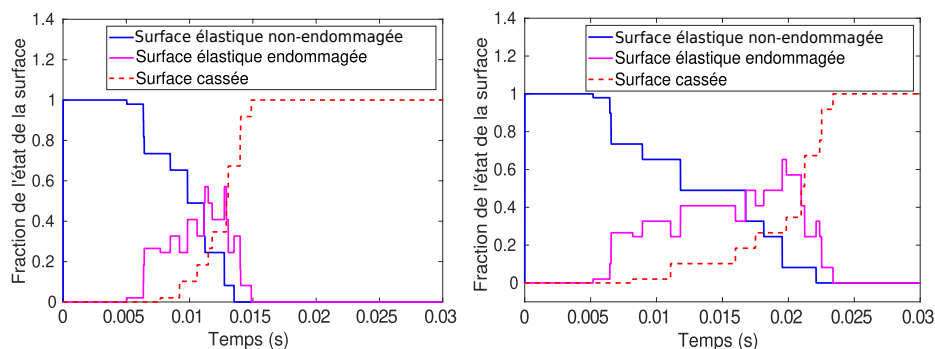 1.4
1.2
1
0.8
0.6
0.4
0.2
0
Fraction de l'état de la surface
Surface élastique non-endommagée
Surface élastique endommagée
Surface cassée
0 0.005 0.01 0.015 0.02 0.025 0.03
Temps (s)
1.4
1.2
1
0.8
0.6
0.4
0.2
0
Fraction de l'état de la surface
Surface élastique non-endommagée
Surface élastique endommagée
Surface cassée
0 0.005 0.01 0.015 0.02 0.025 0.03
Temps (s)